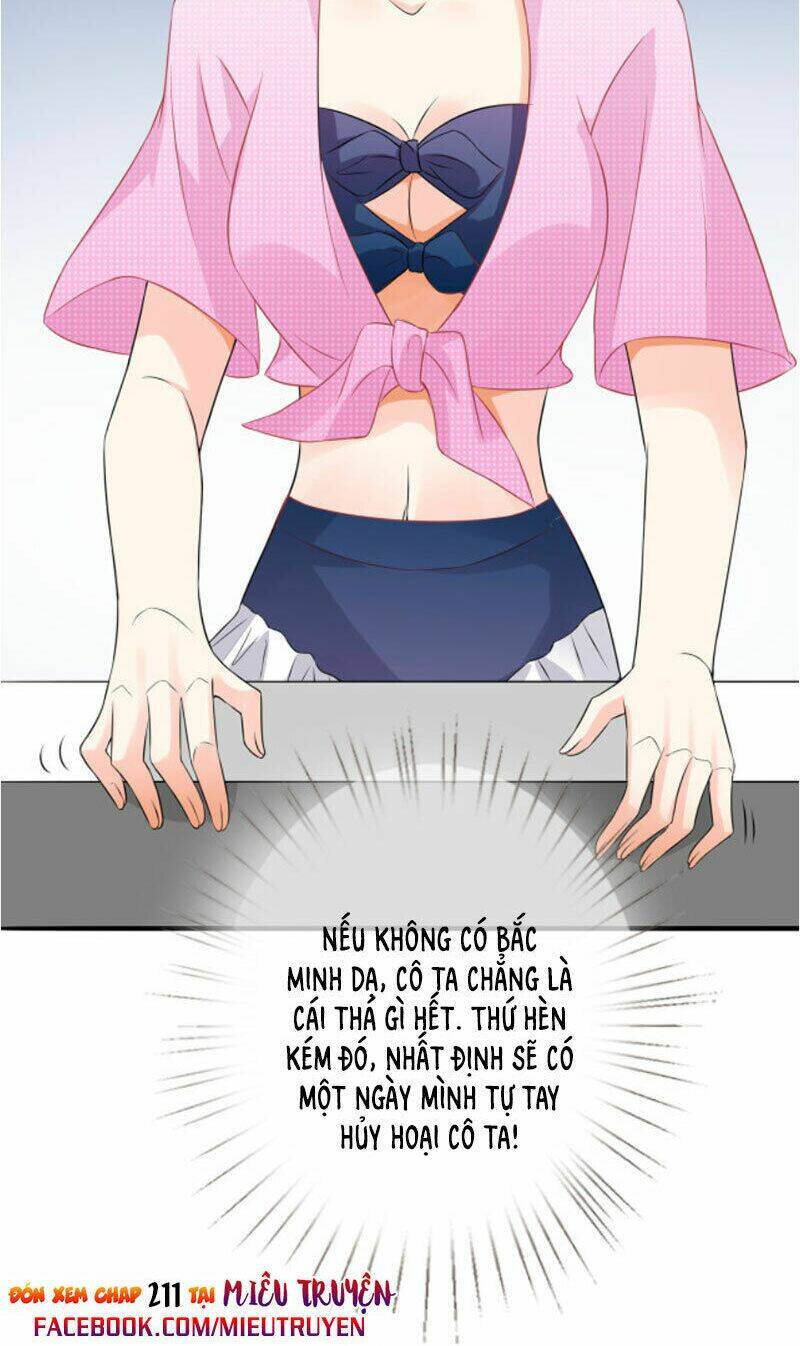 NẾU KHÔNG CÓ BẮC
MINH DẠ, CÔ TA CHẲNG LÀ
CÁI THÁ GÌ HẾT. THỨ HÈN
KÉM ĐÓ, NHẤT ĐỊNH SẼ CÓ
MỘT NGÀY MÌNH TỰ TAY
HỦY HOẠI CÔ TA!
ĐÓN XEM CHAP 211 TẠI MIÊU TRUYỆN
FACEBOOK.COM/MIEUTRUYEN